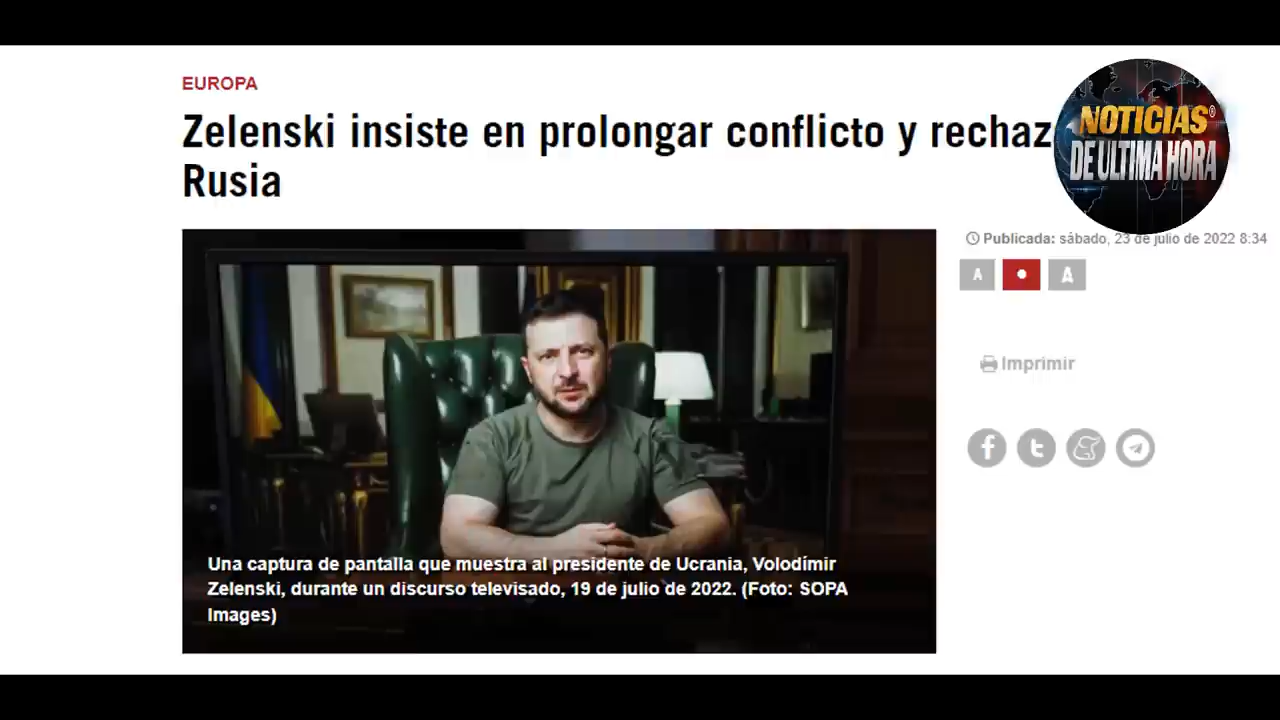 EUROPA
Zelenski insiste en prolongar conflicto y rechaz
Rusia
NOTICIAS®
DE ULTIMA HORA
Publicada: sábado, 23 de julio de 2022 8:34
A
A
Imprimir
Una captura de pantalla que muestra al presidente de Ucrania, Volodímir
Zelenski, durante un discurso televisado, 19 de julio de 2022. (Foto: SOPA
Images)